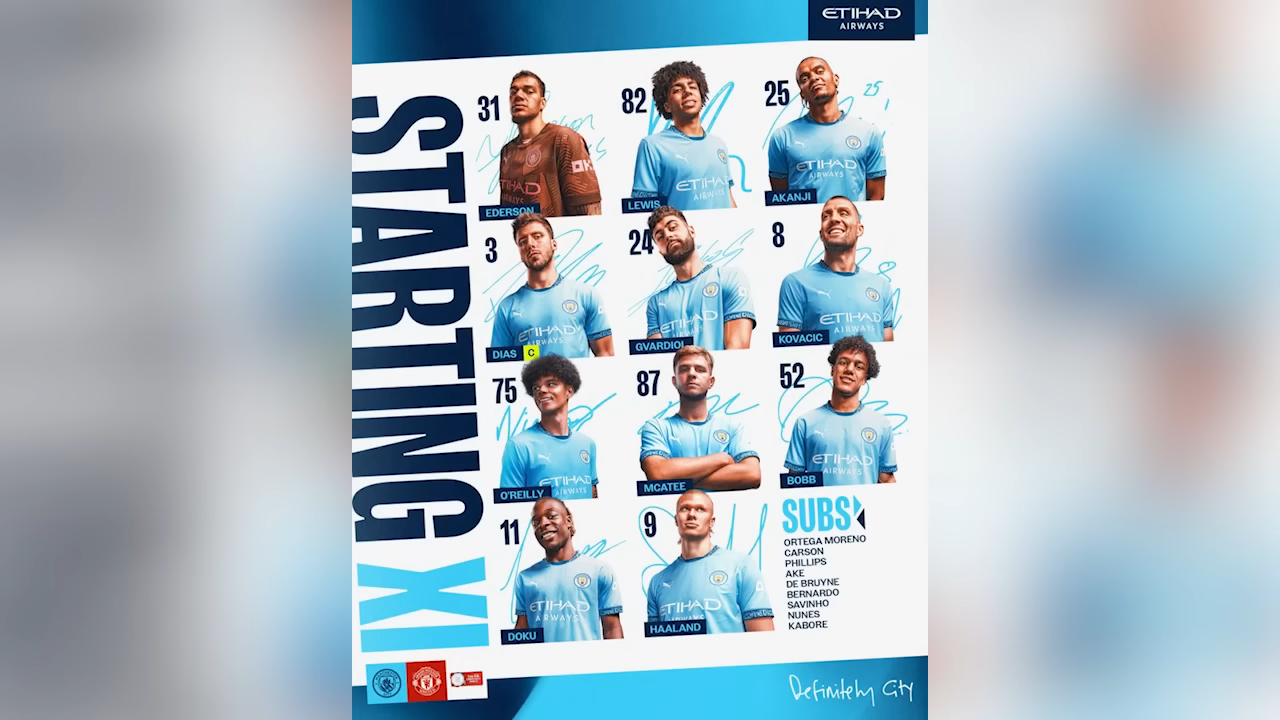 ETIHAD
AIRWAYS
STARTING XI
31
EDERSON
82
LEWIS
25
AKANJI
3
DIAS C
24
GVARDIOL
8
KOVACIC
75
O'REILLY
87
MCATEE
52
BOBB
11
DOKU
9
HAALAND
SUBS
ORTEGA MORENO
CARSON
PHILLIPS
AKE
DE BRUYNE
BERNARDO
SAVINHO
NUNES
KABORE
Definitely City